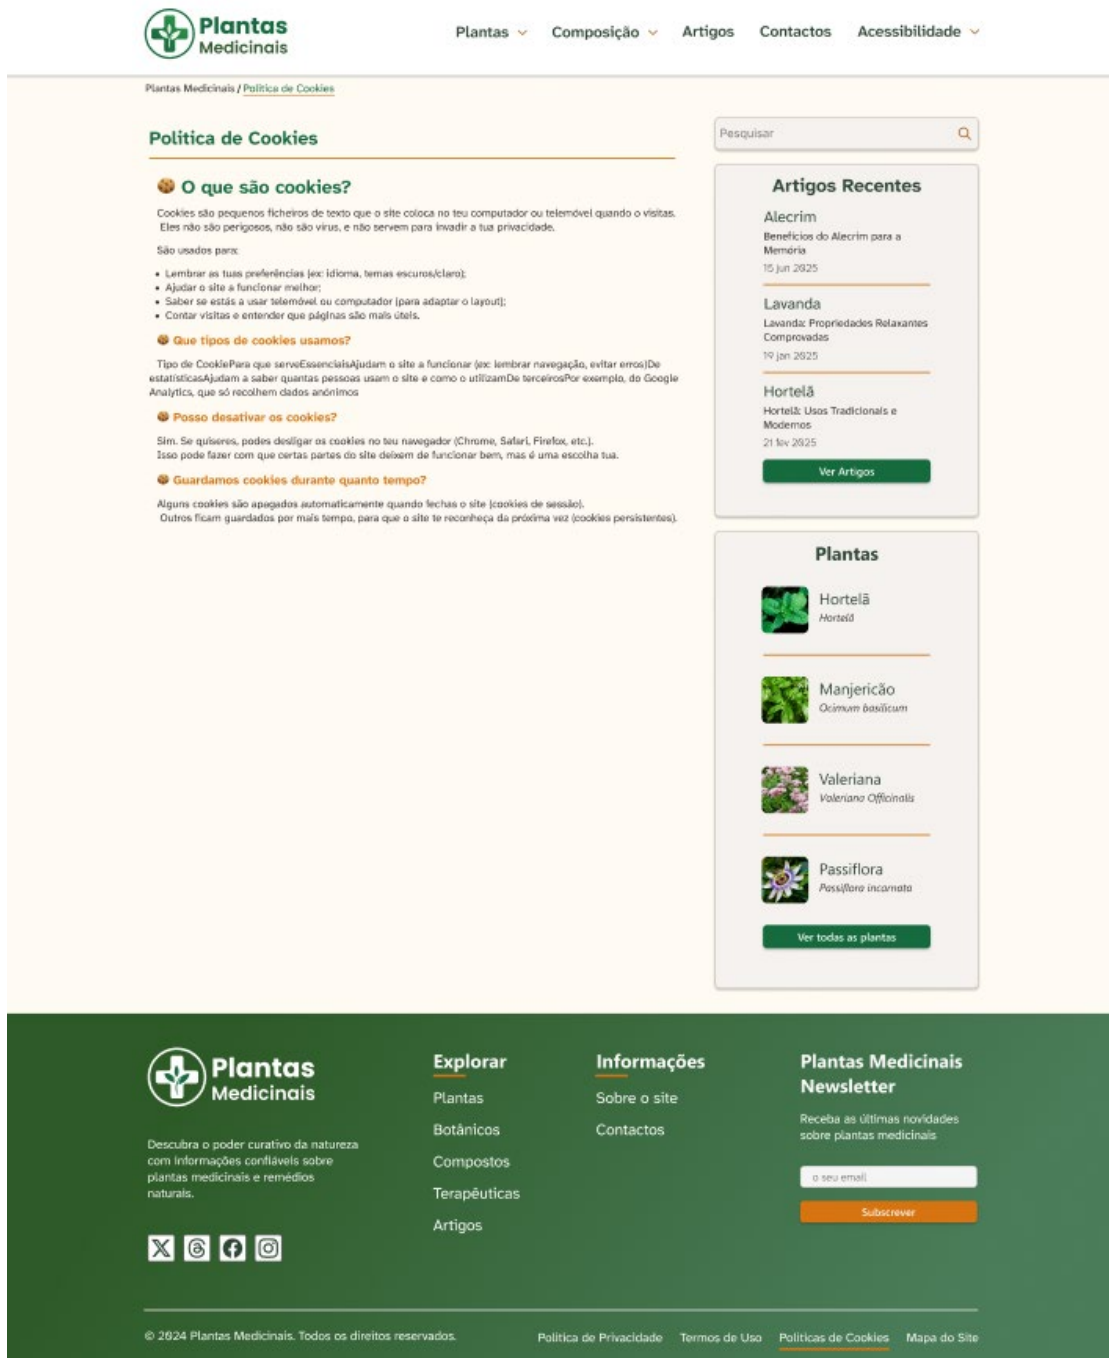 Plantas
Medicinais
Plantas
Composição
Artigos
Contactos
Acessibilidade
Plantas Medicinais / Politica de Cookies
Politica de Cookies
O que são cookies?
Cookies são pequenos ficheiros de texto que o site coloca no teu computador ou telemóvel quando o visitas.
Eles não são perigosos, não são vírus, e não servem para invadir a tua privacidade.
São usados para:
• Lembrar as tuas preferências (ex: idioma, temas escuros/claro);
• Ajudar o site a funcionar melhor;
• Saber se estás a usar telemóvel ou computador (para adaptar o layout);
• Contar visitas e entender que páginas são mais úteis.
Que tipos de cookies usamos?
Tipo de CookiePara que serveEssenciaisAjudam o site a funcionar (ex: lembrar navegação, evitar erros)De
estatísticasAjudam a saber quantas pessoas usam o site e como o utilizamDe terceirosPor exemplo, do Google
Analytics, que só recolhem dados anónimos
Posso desativar os cookies?
Sim. Se quiseres, podes desligar os cookies no teu navegador (Chrome, Safari, Firefox, etc.).
Isso pode fazer com que certas partes do site deixem de funcionar bem, mas é uma escolha tua.
Guardamos cookies durante quanto tempo?
Alguns cookies são apagados automaticamente quando fechas o site (cookies de sessão).
Outros ficam guardados por mais tempo, para que o site te reconheça da próxima vez (cookies persistentes).
Pesquisar
Artigos Recentes
Alecrim
Benefícios do Alecrim para a
Memória
15 jun 2025
Lavanda
Lavanda: Propriedades Relaxantes
Comprovadas
19 jan 2025
Hortelã
Hortelã: Usos Tradicionais e
Modernos
21 fev 2025
Ver Artigos
Plantas
Hortelã
Hortelã
Manjericão
Ocimum basilicum
Valeriana
Valeriana Officinalis
Passiflora
Passiflora incarnata
Ver todas as plantas
Plantas
Medicinais
Descubra o poder curativo da natureza
com informações confiáveis sobre
plantas medicinais e remédios
naturais.
Explorar
Plantas
Botânicos
Compostos
Terapêuticas
Artigos
Informações
Sobre o site
Contactos
Plantas Medicinais
Newsletter
Receba as últimas novidades
sobre plantas medicinais
o seu email
Subscrever
© 2024 Plantas Medicinais. Todos os direitos reservados.
Politica de Privacidade
Termos de Uso
Politicas de Cookies
Mapa do Site